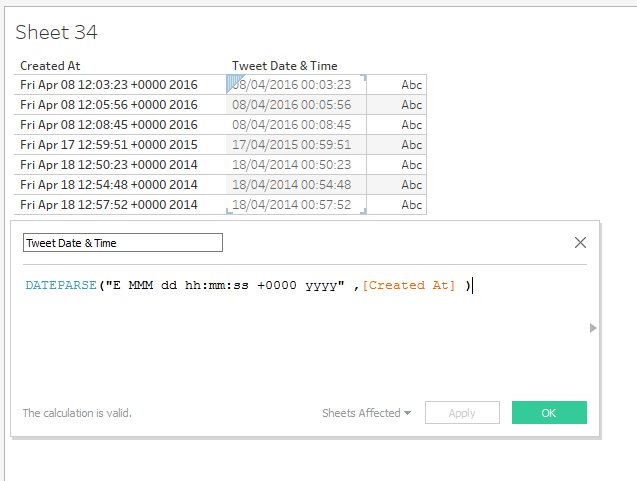 Sheet 34
Created At Tweet Date & Time
Fri Apr 08 12:03:23 +0000 2016 08/04/2016 00:03:23 Abc
Fri Apr 08 12:05:56 +0000 2016 08/04/2016 00:05:56 Abc
Fri Apr 08 12:08:45 +0000 2016 08/04/2016 00:08:45 Abc
Fri Apr 17 12:59:51 +0000 2015 17/04/2015 00:59:51 Abc
Fri Apr 18 12:50:23 +0000 2014 18/04/2014 00:50:23 Abc
Fri Apr 18 12:54:48 +0000 2014 18/04/2014 00:54:48 Abc
Fri Apr 18 12:57:52 +0000 2014 18/04/2014 00:57:52 Abc
Tweet Date & Time
DATEPARSE("E MMM dd hh:mm:ss +0000 yyyy" ,[Created At] )
The calculation is valid. Sheets Affected Apply OK